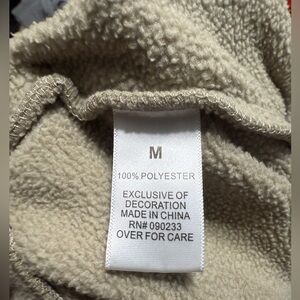 M
100% POLYESTER
EXCLUSIVE OF
DECORATION
MADE IN CHINA
RN# 090233
OVER FOR CARE